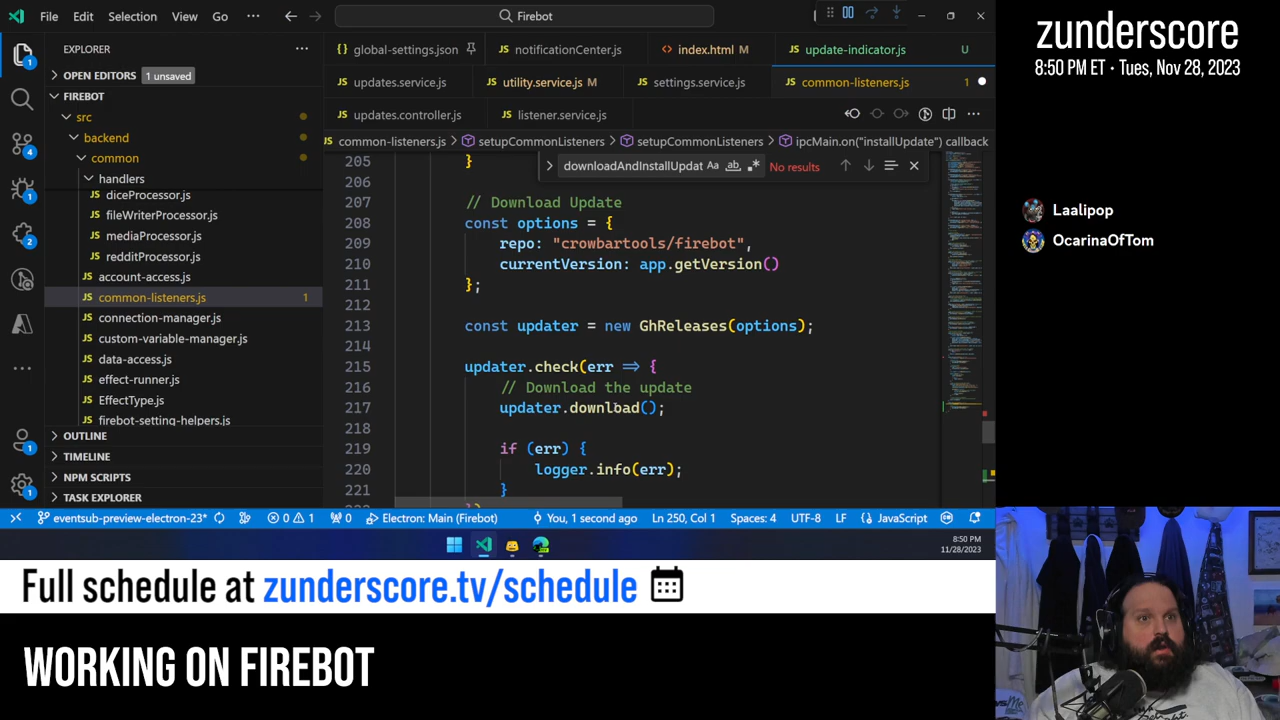 File Edit Selection View Go ··· Firebot
EXPLORER
OPEN EDITORS 1 unsaved
FIREBOT
src
backend
common
handlers
diceProcessor.js
fileWriterProcessor.js
mediaProcessor.js
redditProcessor.js
account-access.js
common-listeners.js 1
connection-manager.js
custom-variable-manager.js
data-access.js
effect-runner.js
EffectType.js
firebot-setting-helpers.js
OUTLINE
TIMELINE
NPM SCRIPTS
TASK EXPLORER
global-settings.json notificationCenter.js index.html M update-indicator.js U
updates.service.js utility.service.js M settings.service.js common-listeners.js 1
updates.controller.js listener.service.js
common-listeners.js > setupCommonListeners > setupCommonListeners > ipcMain.on("installUpdate") callback
downloadAndInstallUpdat Aa ab .* No results
205 }
206
207 // Download Update
208 const options = {
209 repo: "crowbartools/firebot",
210 currentVersion: app.getVersion()
211 };
212
213 const updater = new GhReleases(options);
214
215 updater.check(err => {
216 // Download the update
217 updater.download();
218
219 if (err) {
220 logger.info(err);
221 }
eventsub-preview-electron-23* 0 1 0 Electron: Main (Firebot) You, 1 second ago Ln 250, Col 1 Spaces: 4 UTF-8 LF JavaScript
8:50 PM
11/28/2023
zunderscore
8:50 PM ET · Tues, Nov 28, 2023
Laalipop
OcarinaOfTom
Full schedule at zunderscore.tv/schedule
WORKING ON FIREBOT